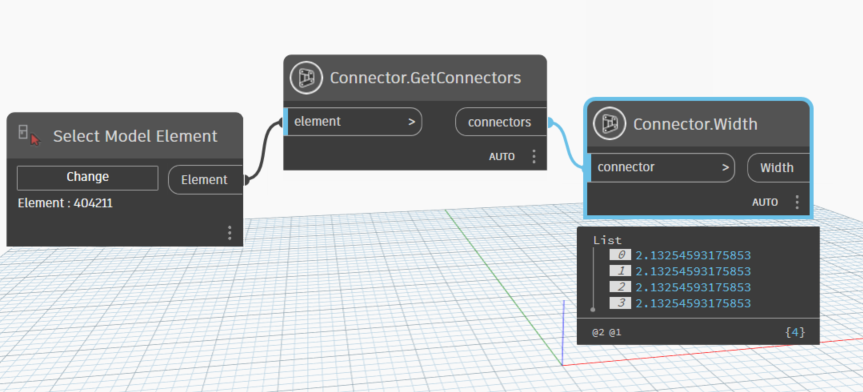 Select Model Element
Change
Element
Element : 404211
Connector.GetConnectors
element >
connectors
AUTO
Connector.Width
connector >
Width
AUTO
List
0 2.13254593175853
1 2.13254593175853
2 2.13254593175853
3 2.13254593175853
@2 @1 {4}